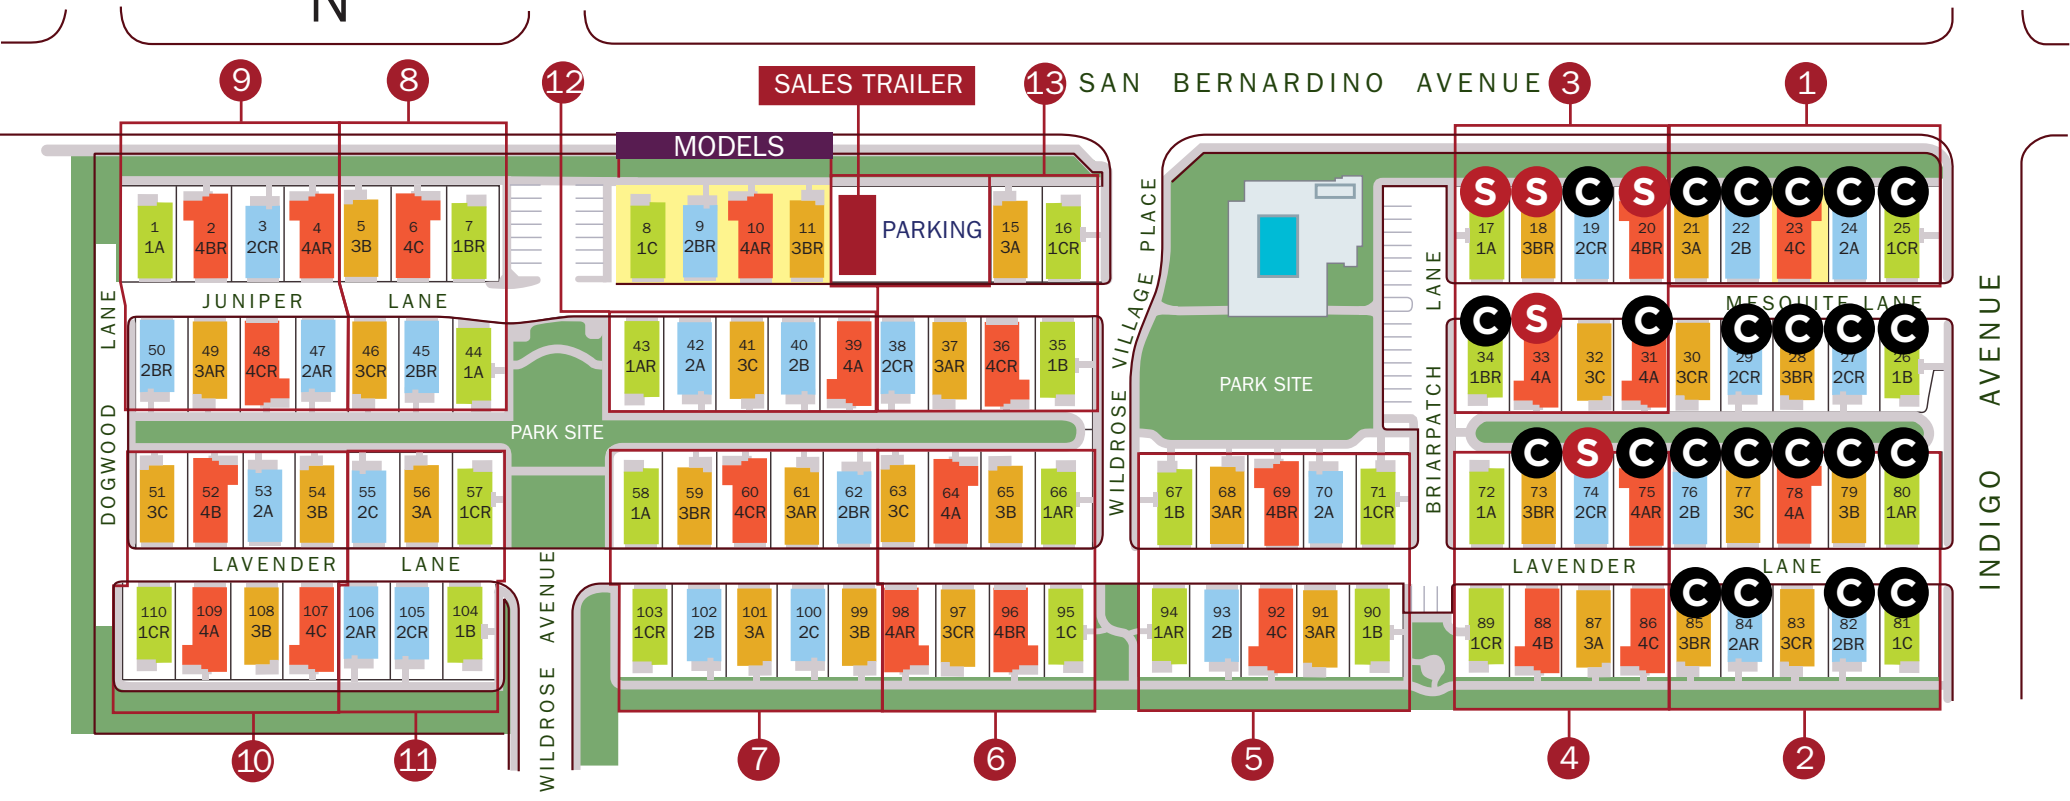 N
9
8
12
SALES TRAILER
13
SAN BERNARDINO AVENUE
3
1
MODELS
S S C S C C C C C
1 1A
2 4BR
3 2CR
4 4AR
5 3B
6 4C
7 1BR
8 1C
9 2BR
10 4AR
11 3BR
PARKING
15 3A
16 1CR
17 1A
18 3BR
19 2CR
20 4BR
21 3A
22 2B
23 4C
24 2A
25 1CR
JUNIPER LANE
MESQUITE LANE
C S C C C C C
50 2BR
49 3AR
48 4CR
47 2AR
46 3CR
45 2BR
44 1A
43 1AR
42 2A
41 3C
40 2B
39 4A
38 2CR
37 3AR
36 4CR
35 1B
34 1BR
33 4A
32 3C
31 4A
30 3CR
29 2CR
28 3BR
27 2CR
26 1B
PARK SITE
PARK SITE
DOGWOOD LANE
WILDROSE VILLAGE PLACE
BRIARPATCH LANE
INDIGO AVENUE
C S C C C C C C
51 3C
52 4B
53 2A
54 3B
55 2C
56 3A
57 1CR
58 1A
59 3BR
60 4CR
61 3AR
62 2BR
63 3C
64 4A
65 3B
66 1AR
67 1B
68 3AR
69 4BR
70 2A
71 1CR
72 1A
73 3BR
74 2CR
75 4AR
76 2B
77 3C
78 4A
79 3B
80 1AR
LAVENDER LANE
LAVENDER LANE
WILDROSE AVENUE
C C C C
110 1CR
109 4A
108 3B
107 4C
106 2AR
105 2CR
104 1B
103 1CR
102 2B
101 3A
100 2C
99 3B
98 4AR
97 3CR
96 4BR
95 1C
94 1AR
93 2B
92 4C
91 3AR
90 1B
89 1CR
88 4B
87 3A
86 4C
85 3BR
84 2AR
83 3CR
82 2BR
81 1C
10
11
7
6
5
4
2